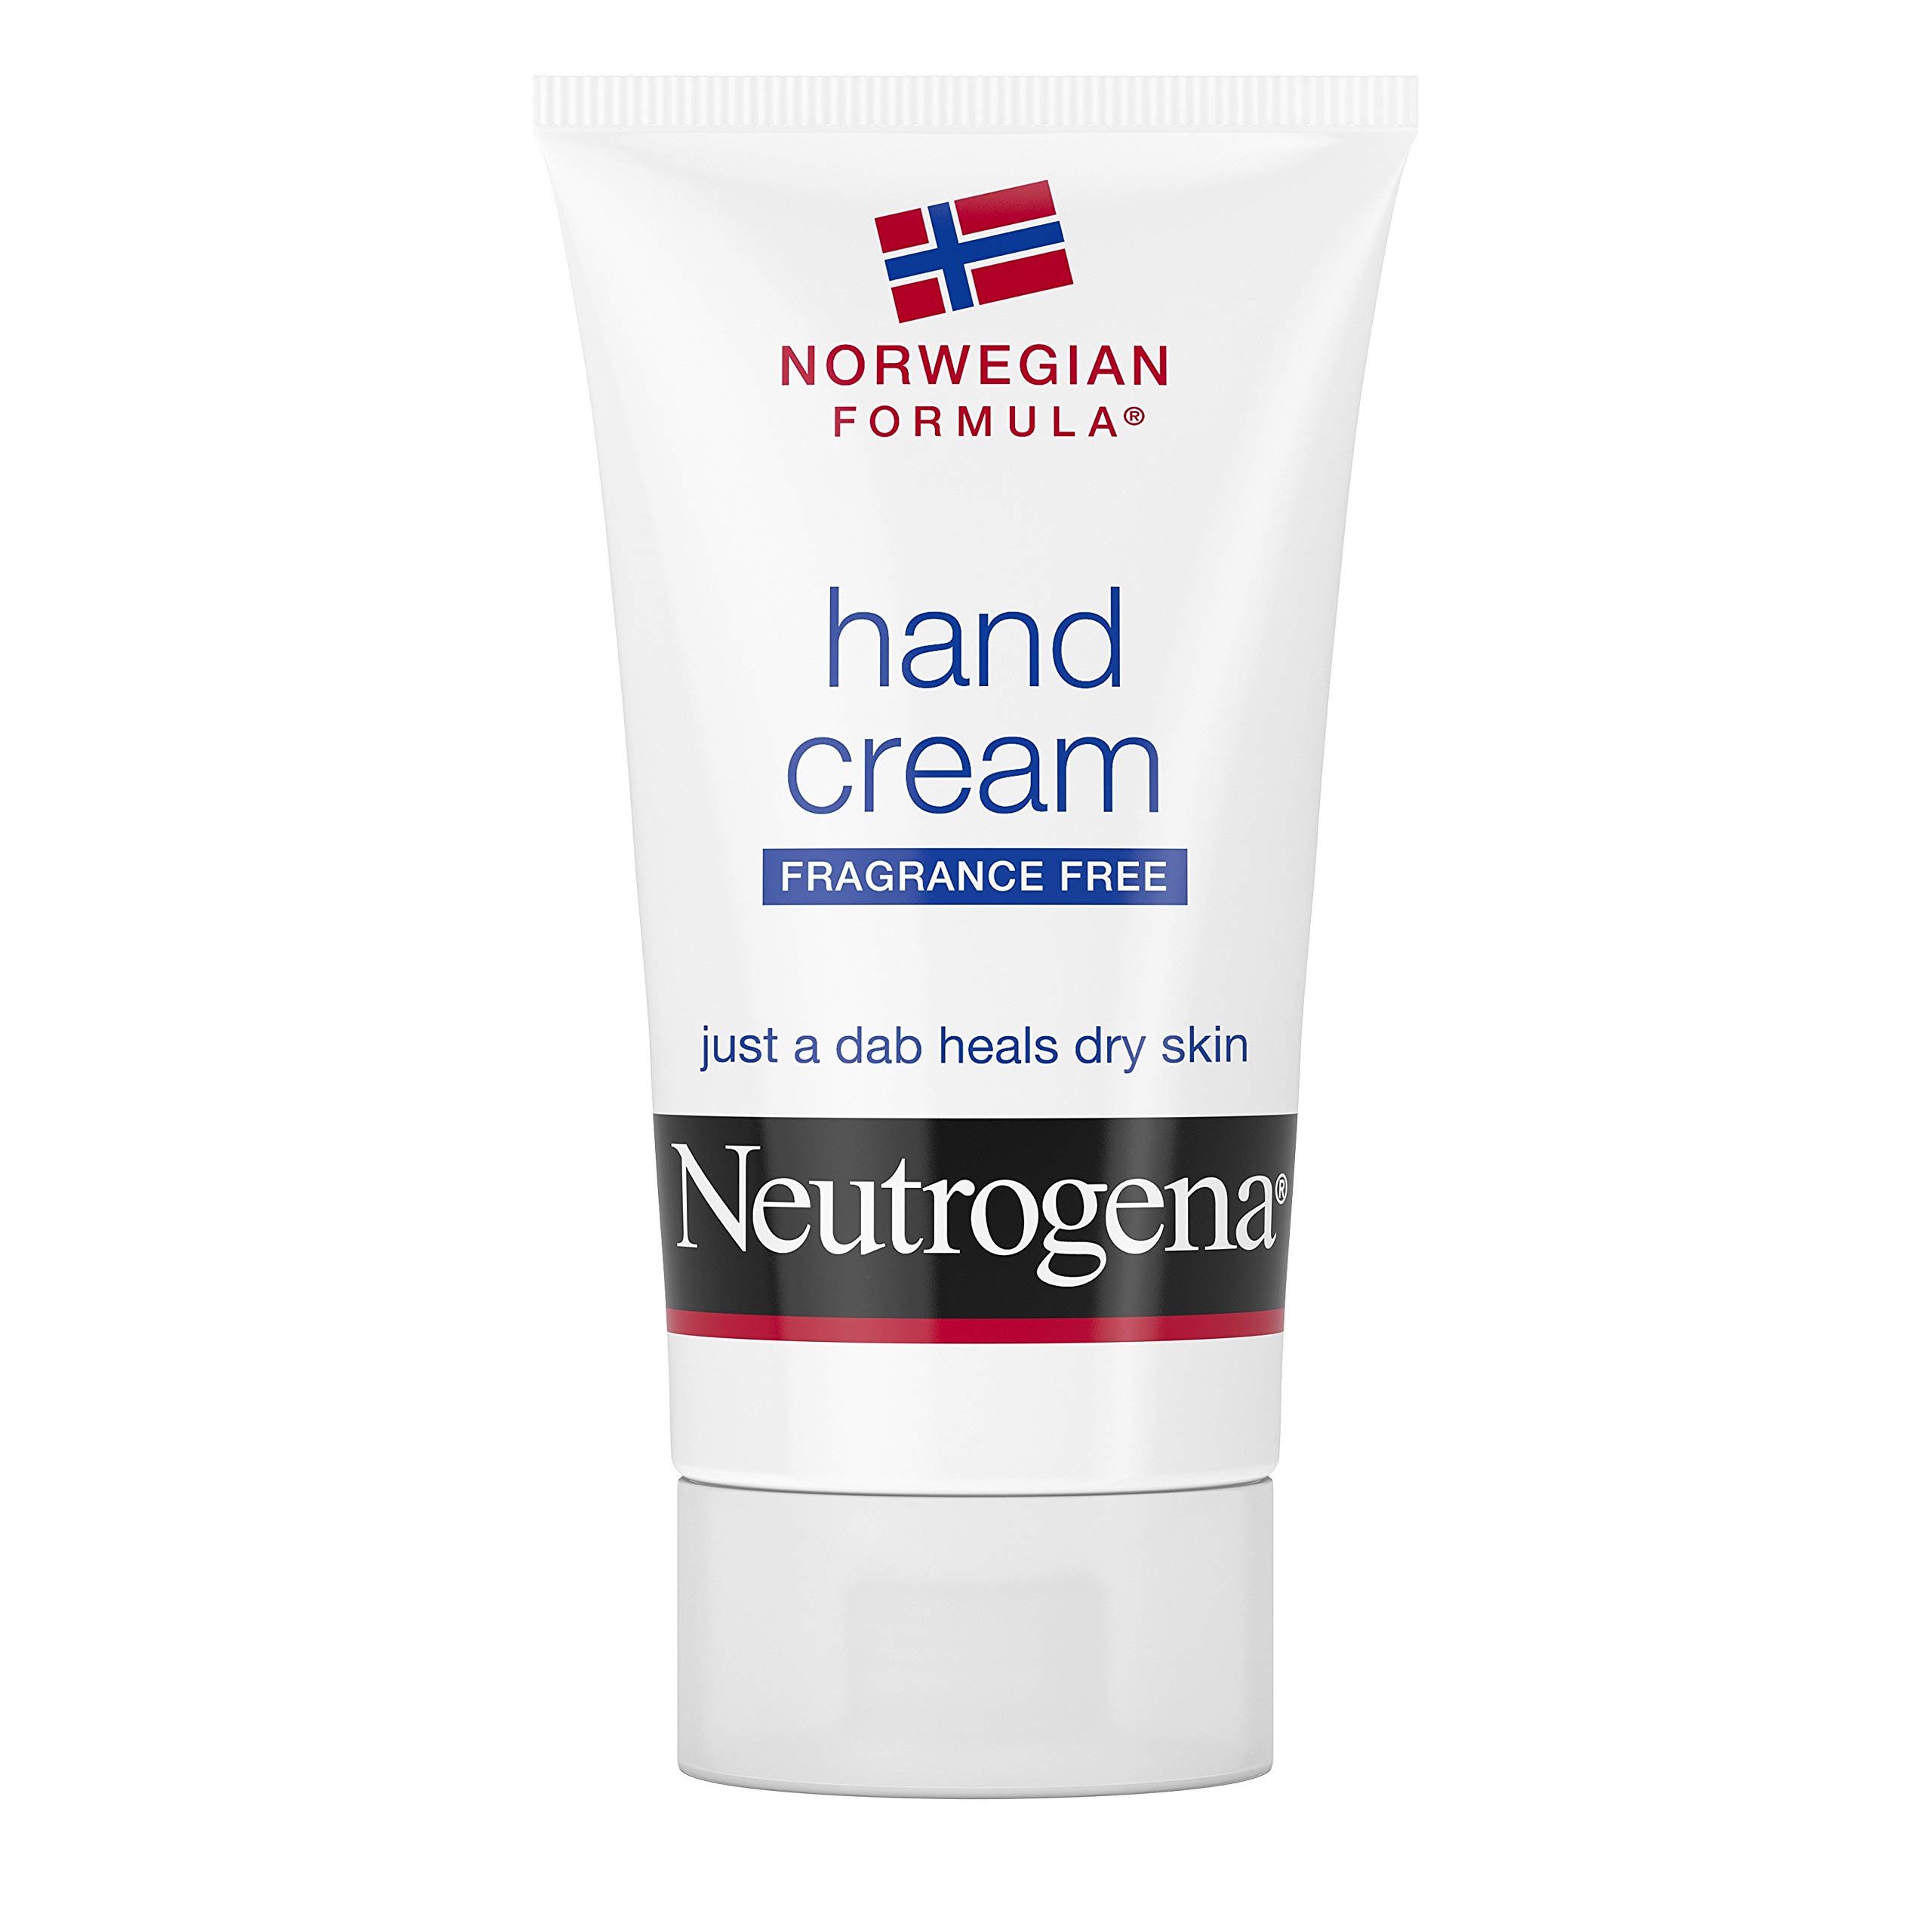 NORWEGIAN
FORMULA®
hand
cream
FRAGRANCE FREE
just a dab heals dry skin
Neutrogena®